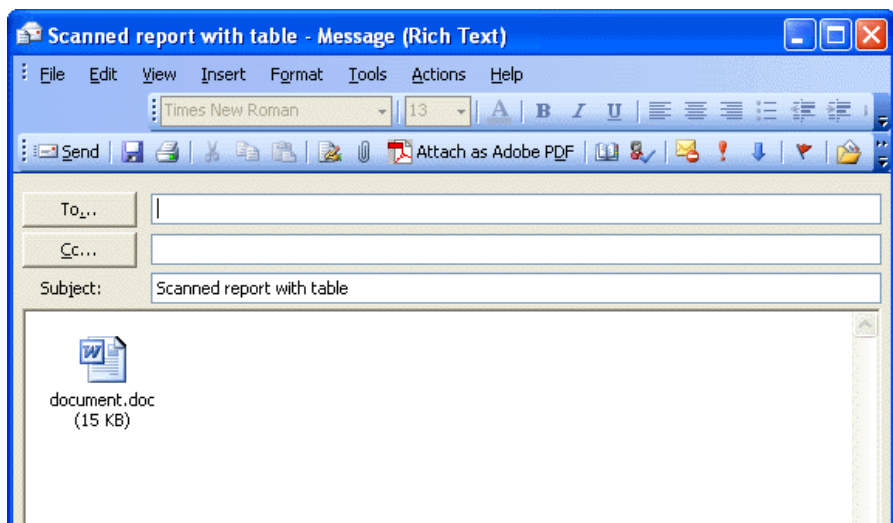 Scanned report with table - Message (Rich Text)
File Edit View Insert Format Tools Actions Help
Times New Roman 13 A B I U
Send Attach as Adobe PDF
To...
Cc...
Subject: Scanned report with table
document.doc
(15 KB)